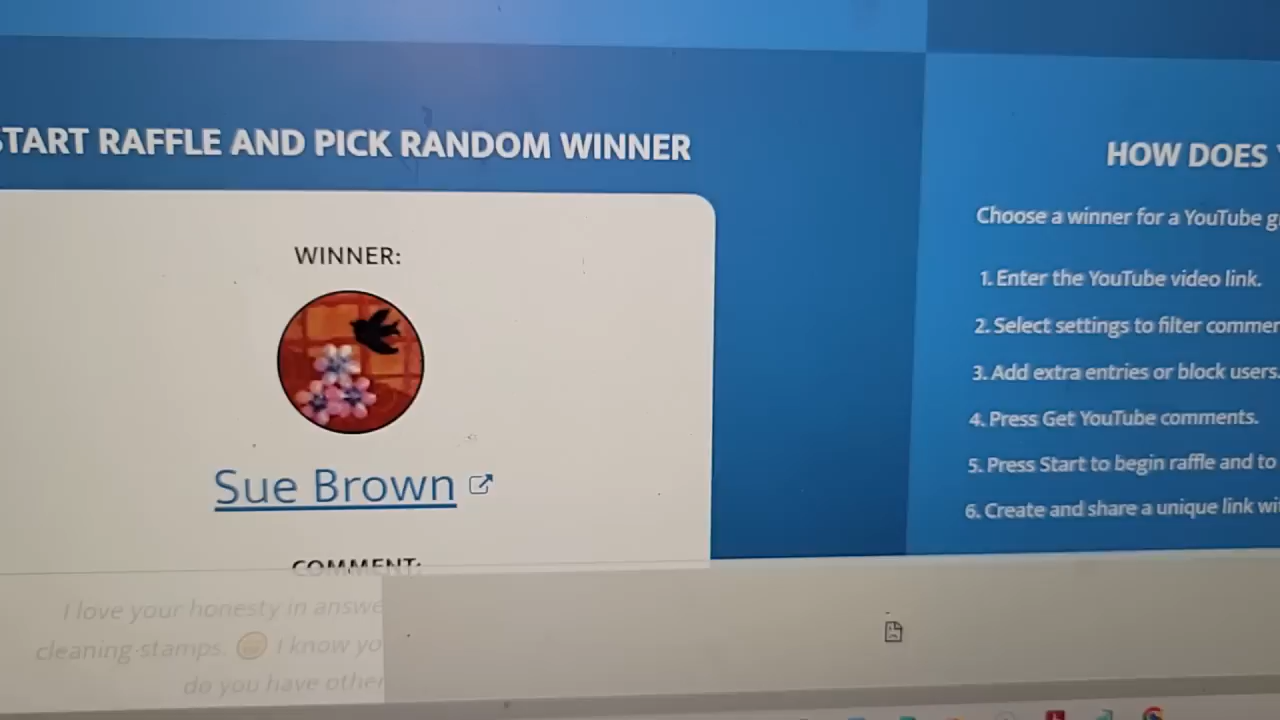 START RAFFLE AND PICK RANDOM WINNER
WINNER:
Sue Brown
COMMENT:
I love your honesty in answe
cleaning stamps. 😁 I know yo
do you have other
HOW DOES
Choose a winner for a YouTube g
1. Enter the YouTube video link.
2. Select settings to filter commen
3. Add extra entries or block users.
4. Press Get YouTube comments.
5. Press Start to begin raffle and to
6. Create and share a unique link wi